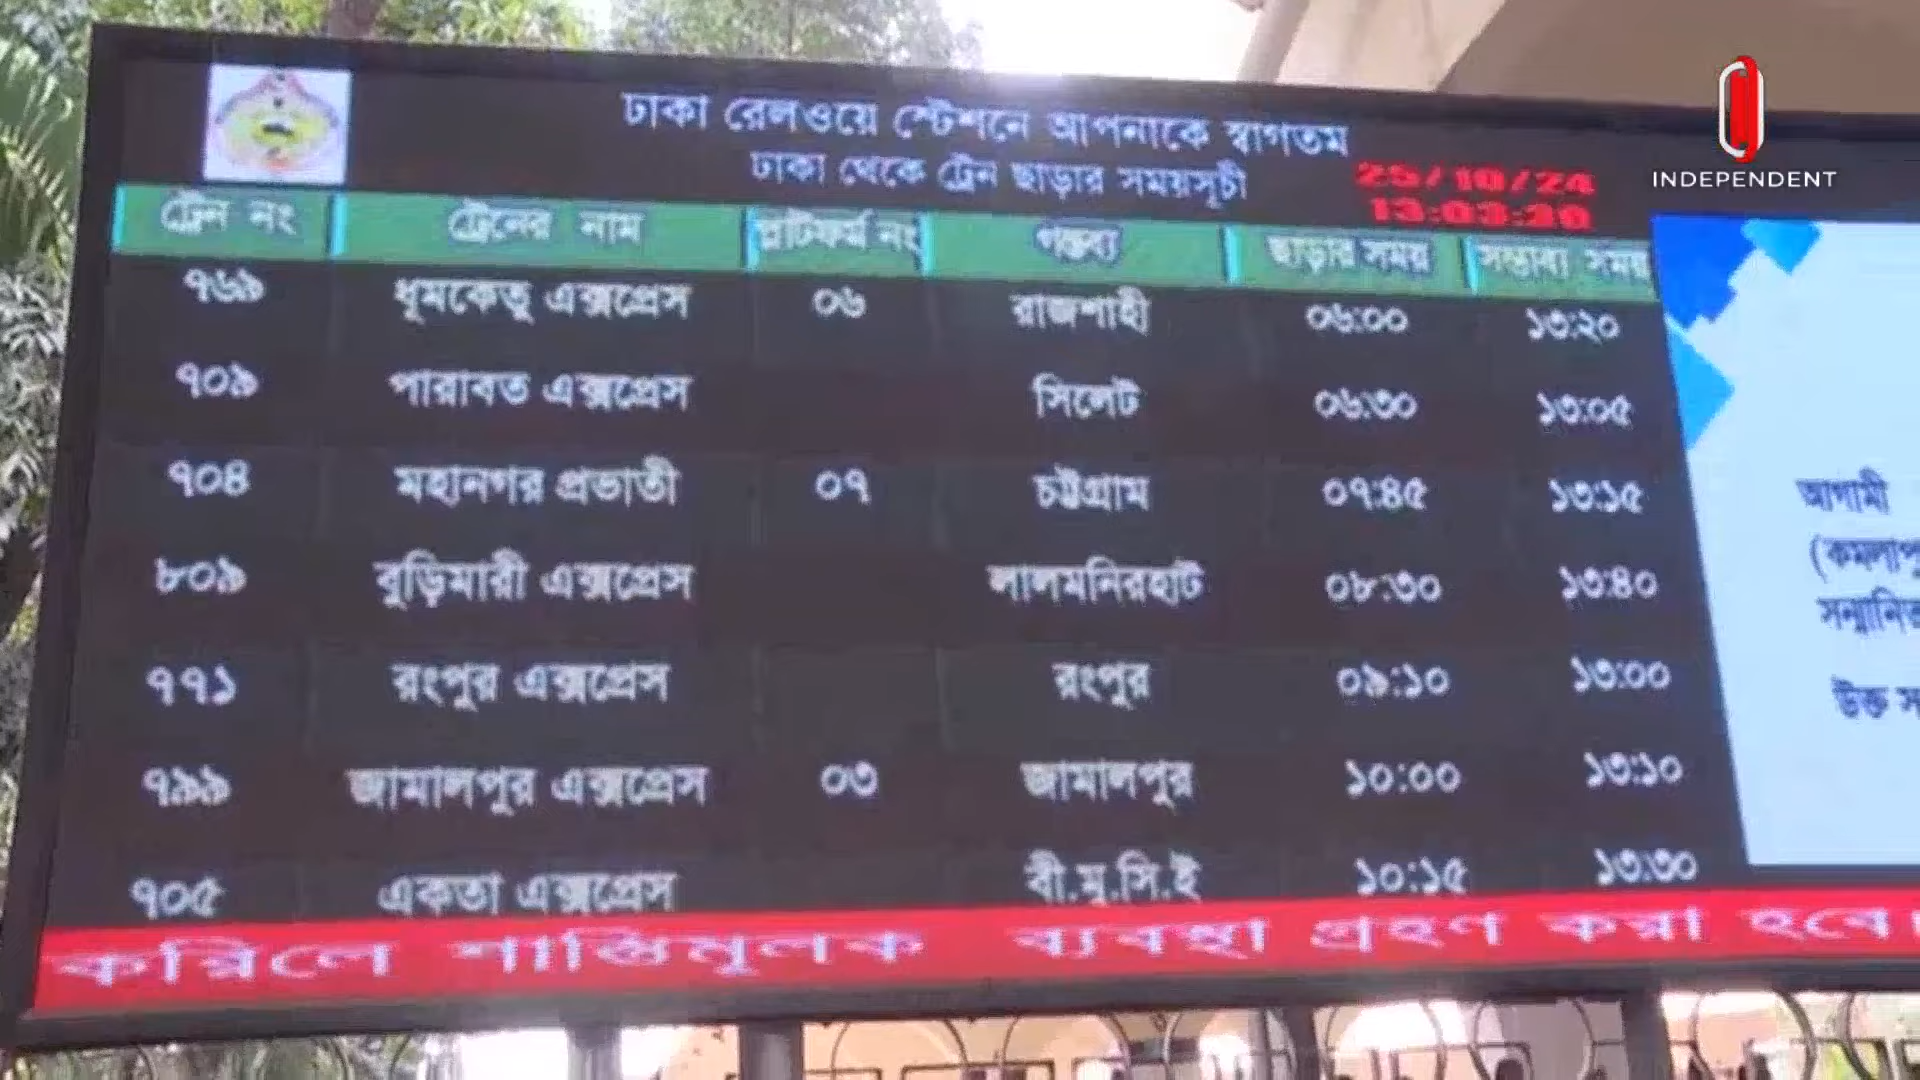 ঢাকা রেলওয়ে স্টেশনে আপনাকে স্বাগতম
ঢাকা থেকে ট্রেন ছাড়ার সময়সূচী
25/10/24
13:03:20
INDEPENDENT
ট্রেন নং ট্রেনের নাম প্লাটফর্ম নং গন্তব্য ছাড়ার সময় সম্ভাব্য সময়
৭৬৯ ধূমকেতু এক্সপ্রেস ০৬ রাজশাহী ০৬:০০ ১৩:২০
৭০৯ পারাবত এক্সপ্রেস সিলেট ০৬:৩০ ১৩:০৫
৭০৪ মহানগর প্রভাতী ০৭ চট্টগ্রাম ০৭:৪৫ ১৩:১৫
৮০৯ বুড়িমারী এক্সপ্রেস লালমনিরহাট ০৮:৩০ ১৩:৪০
৭৭১ রংপুর এক্সপ্রেস রংপুর ০৯:১০ ১৩:০০
৭৯৯ জামালপুর এক্সপ্রেস ০৩ জামালপুর ১০:০০ ১৩:১০
৭০৫ একতা এক্সপ্রেস বী.মু.সি.ই ১০:১৫ ১৩:৩০
আগামী
(কমলাপু
সম্মানিত
উক্ত স
করিলে শাস্তিমূলক ব্যবস্থা গ্রহণ করা হবে।